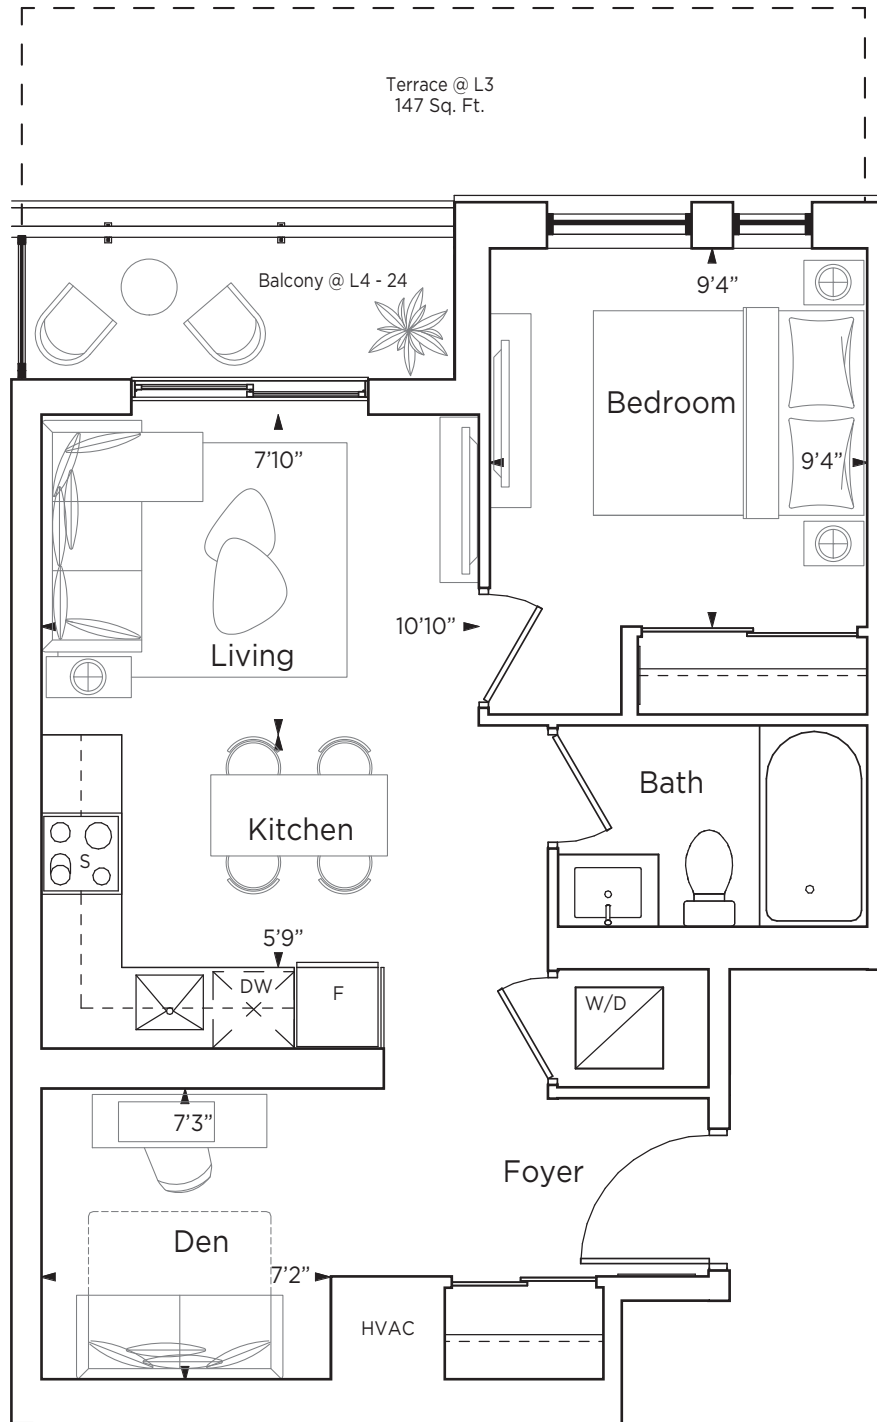 Terrace @ L3
147 Sq. Ft.
Balcony @ L4 - 24
9’4”
Bedroom
9’4”
7’10”
10’10”
Living
Bath
Kitchen
S
5’9”
DW
F
W/D
7’3”
Foyer
Den
7’2”
HVAC